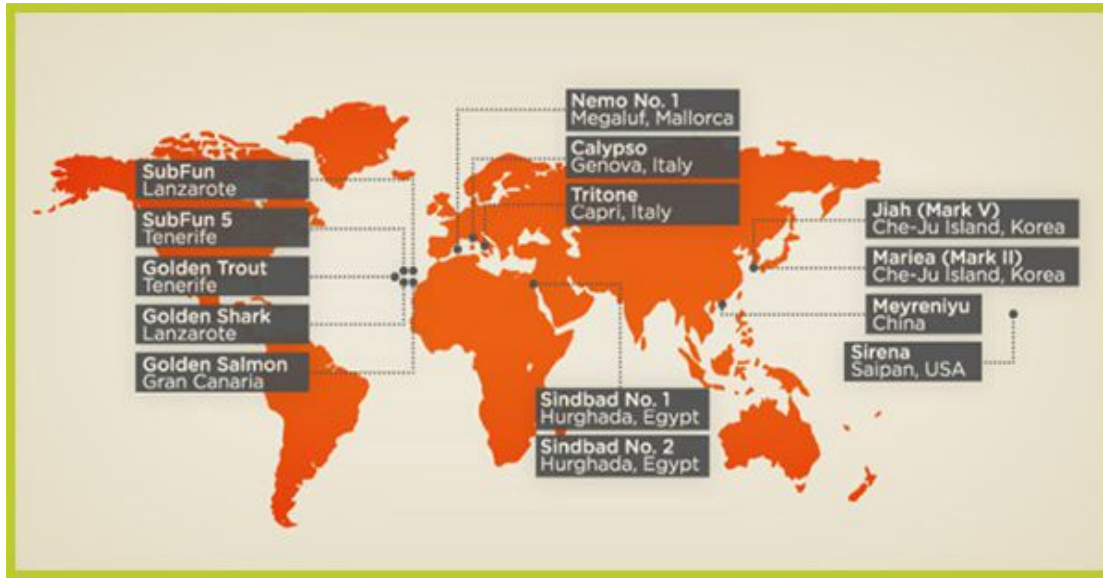 Nemo No. 1
Megaluf, Mallorca
Calypso
Genova, Italy
Tritone
Capri, Italy
SubFun
Lanzarote
SubFun 5
Tenerife
Golden Trout
Tenerife
Golden Shark
Lanzarote
Golden Salmon
Gran Canaria
Jiah (Mark V)
Che-Ju Island, Korea
Mariea (Mark II)
Che-Ju Island, Korea
Meyreniyu
China
Sirena
Saipan, USA
Sindbad No. 1
Hurghada, Egypt
Sindbad No. 2
Hurghada, Egypt